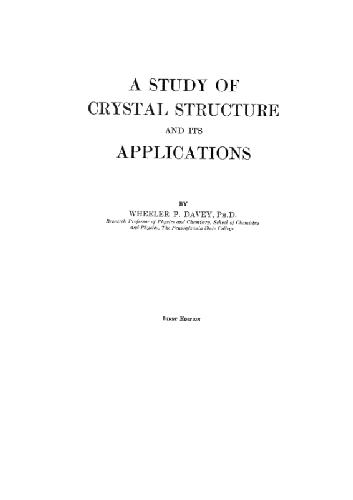 A STUDY OF
CRYSTAL STRUCTURE
AND ITS
APPLICATIONS
BY
WHEELER P. DAVEY, PH.D.
Research Professor of Physics and Chemistry, School of Chemistry
and Physics, The Pennsylvania State College
FIRST EDITION